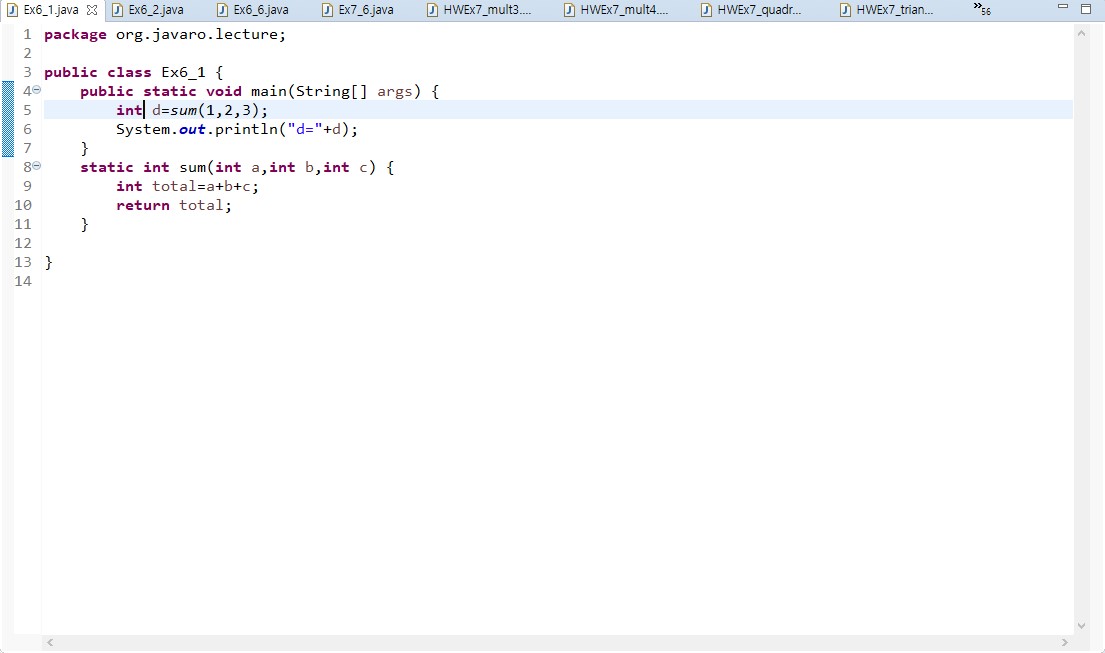 Ex6_1.java Ex6_2.java Ex6_6.java Ex7_6.java HWEx7_mult3.... HWEx7_mult4.... HWEx7_quadr... HWEx7_trian... »56
1 package org.javaro.lecture;
2
3 public class Ex6_1 {
4 public static void main(String[] args) {
5 int d=sum(1,2,3);
6 System.out.println("d="+d);
7 }
8 static int sum(int a,int b,int c) {
9 int total=a+b+c;
10 return total;
11 }
12
13 }
14